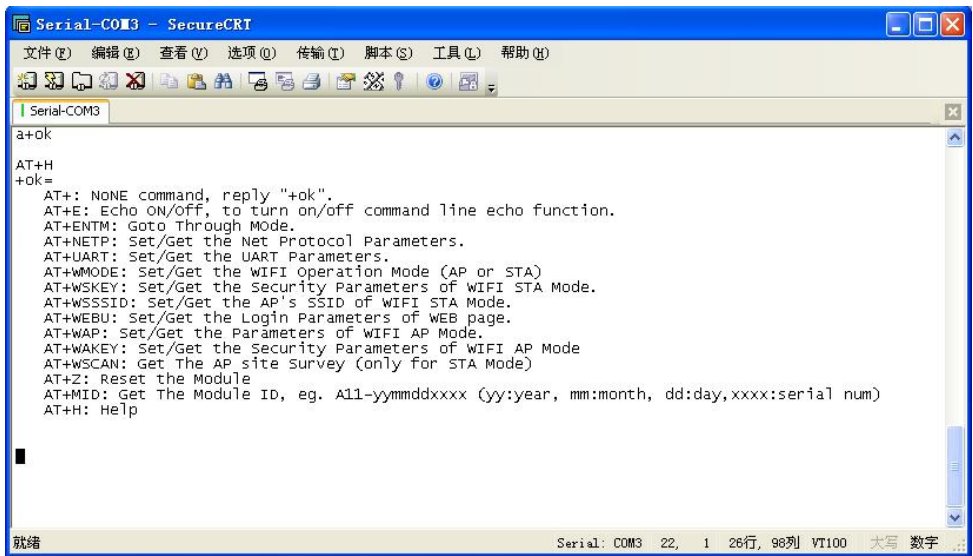 Serial-COM3 - SecureCRT
文件(F) 编辑(E) 查看(V) 选项(O) 传输(T) 脚本(S) 工具(L) 帮助(H)
Serial-COM3
a+ok
AT+H
+ok=
AT+: NONE command, reply "+ok".
AT+E: Echo ON/Off, to turn on/off command line echo function.
AT+ENTM: Goto Through MOde.
AT+NETP: Set/Get the Net Protocol Parameters.
AT+UART: Set/Get the UART Parameters.
AT+WMODE: Set/Get the WIFI Operation Mode (AP or STA)
AT+WSKEY: Set/Get the Security Parameters of WIFI STA Mode.
AT+WSSSID: Set/Get the AP's SSID of WIFI STA Mode.
AT+WEBU: Set/Get the Login Parameters of WEB page.
AT+WAP: Set/Get the Parameters of WIFI AP Mode.
AT+WAKEY: Set/Get the Security Parameters of WIFI AP Mode
AT+WSCAN: Get The AP site Survey (only for STA Mode)
AT+Z: Reset the Module
AT+MID: Get The Module ID, eg. A11-yymmddxxxx (yy:year, mm:month, dd:day,xxxx:serial num)
AT+H: Help
就绪 Serial: COM3 22, 1 26行, 98列 VT100 大写 数字